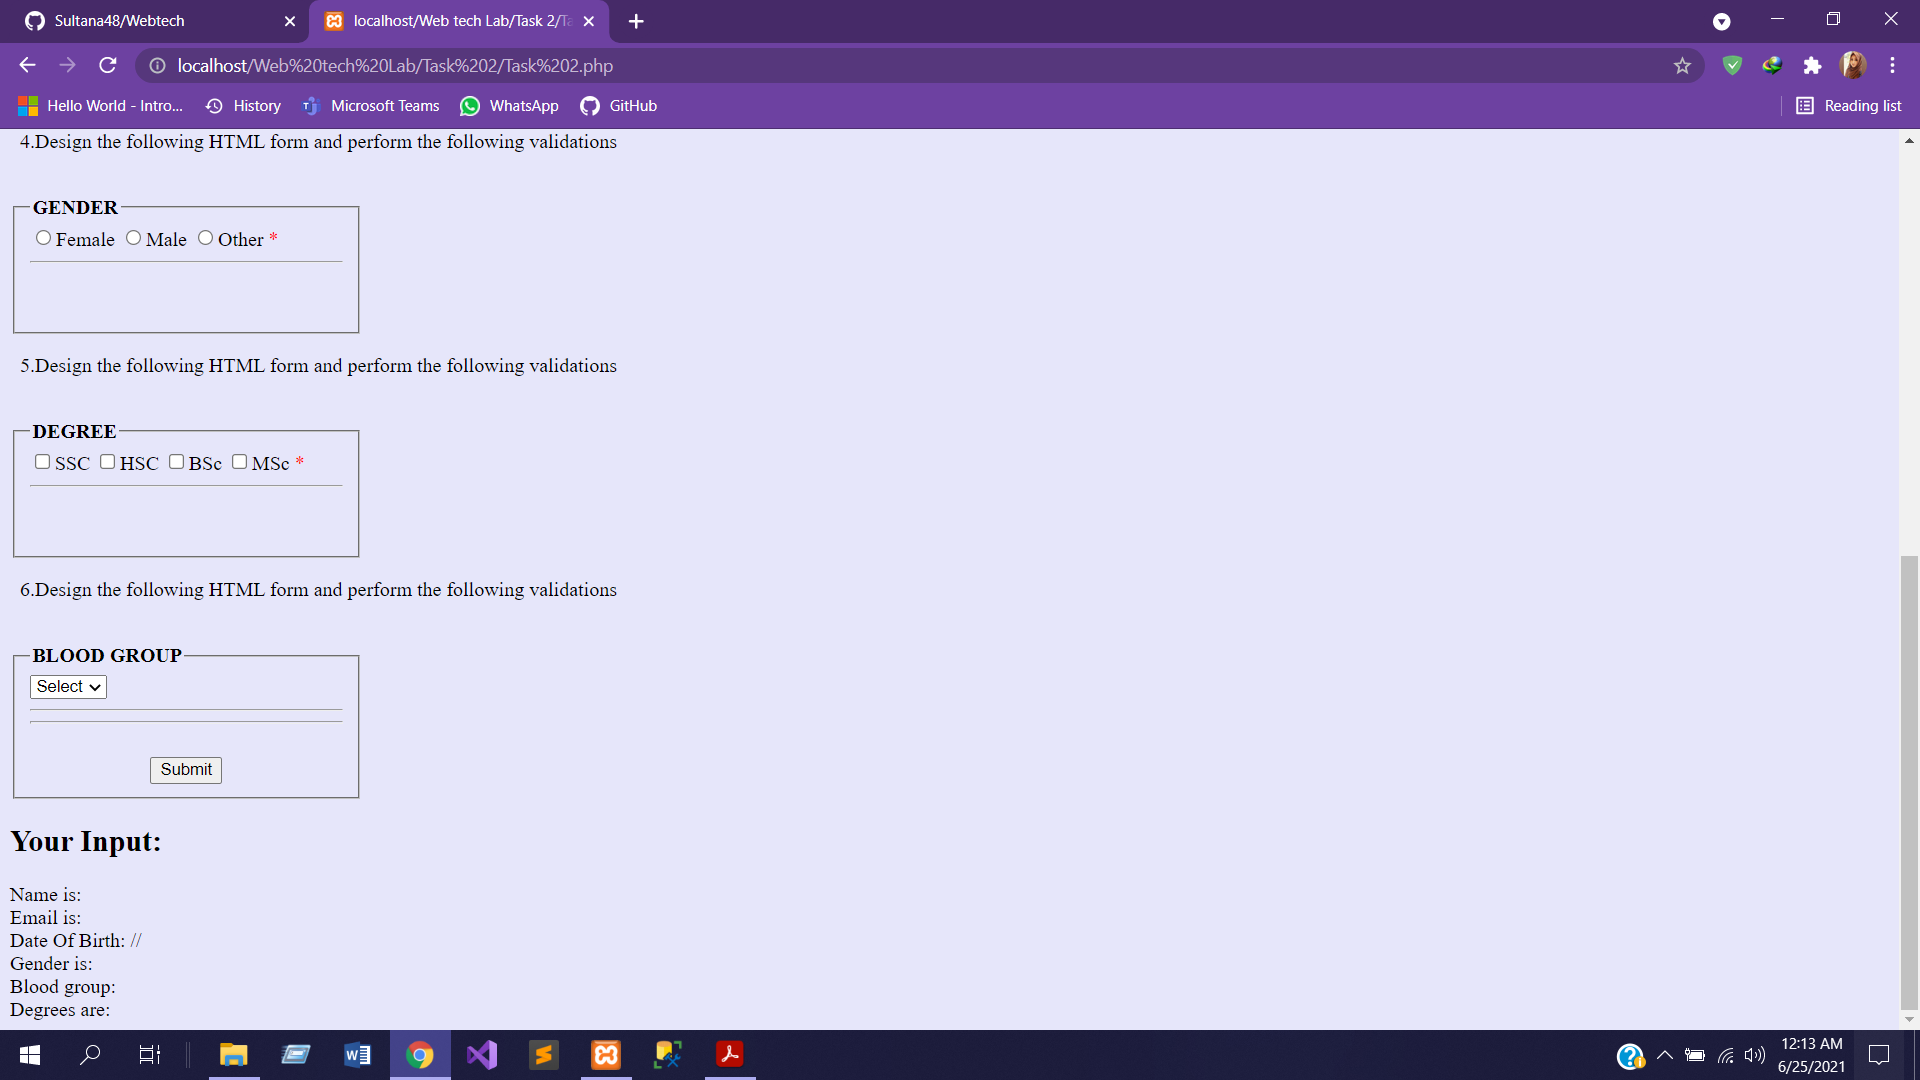 Sultana48/Webtech
localhost/Web tech Lab/Task 2/Ta
localhost/Web%20tech%20Lab/Task%202/Task%202.php
Hello World - Intro... History Microsoft Teams WhatsApp GitHub Reading list
4.Design the following HTML form and perform the following validations
GENDER
Female Male Other *
5.Design the following HTML form and perform the following validations
DEGREE
SSC HSC BSc MSc *
6.Design the following HTML form and perform the following validations
BLOOD GROUP
Select
Submit
Your Input:
Name is:
Email is:
Date Of Birth: //
Gender is:
Blood group:
Degrees are:
12:13 AM
6/25/2021